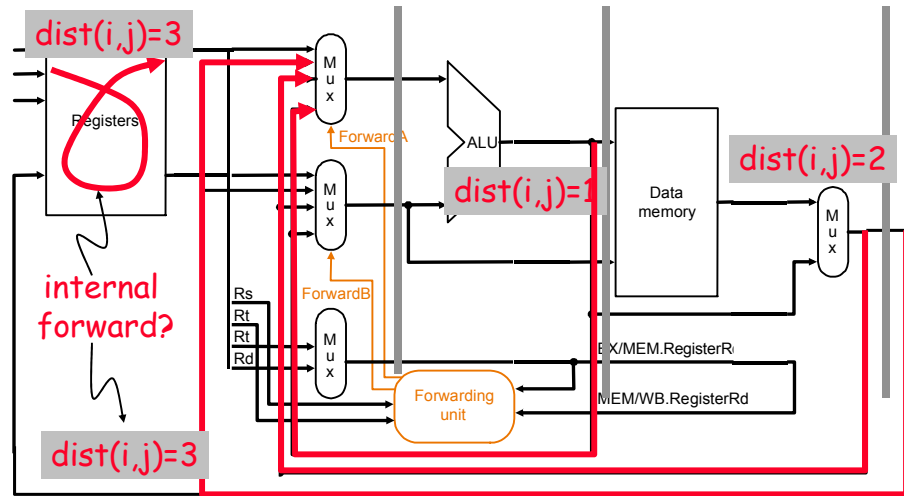 dist(i,j)=3
M
u
x
Registers
ForwardA
ALU
dist(i,j)=2
dist(i,j)=1
M
u
x
Data
memory
M
u
x
internal
forward?
Rs
ForwardB
Rt
Rt
Rd
M
u
x
EX/MEM.RegisterRd
Forwarding
unit
MEM/WB.RegisterRd
dist(i,j)=3